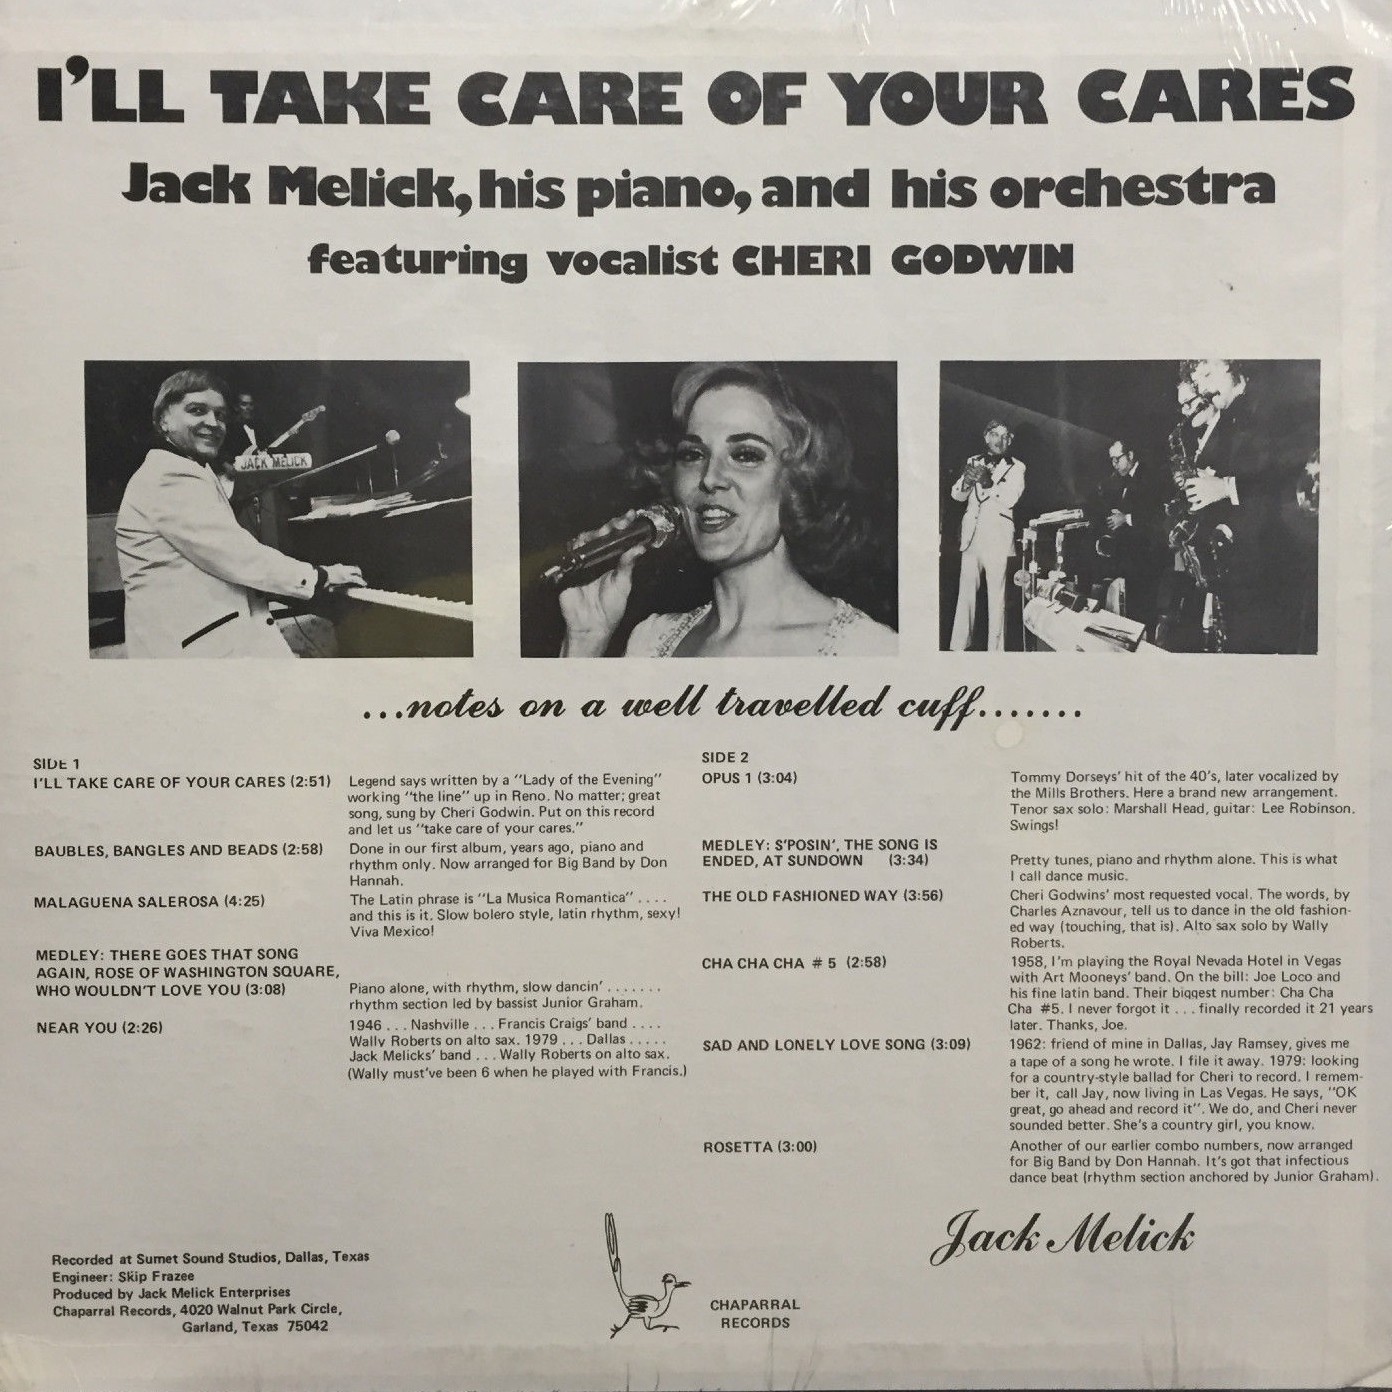 I'LL TAKE CARE OF YOUR CARES
Jack Melick, his piano, and his orchestra
featuring vocalist CHERI GODWIN
JACK MELICK
...notes on a well travelled cuff.......
SIDE 1
I'LL TAKE CARE OF YOUR CARES (2:51)
Legend says written by a "Lady of the Evening"
working "the line" up in Reno. No matter; great
song, sung by Cheri Godwin. Put on this record
and let us "take care of your cares."
BAUBLES, BANGLES AND BEADS (2:58)
Done in our first album, years ago, piano and
rhythm only. Now arranged for Big Band by Don
Hannah.
MALAGUENA SALEROSA (4:25)
The Latin phrase is "La Musica Romantica" ....
and this is it. Slow bolero style, latin rhythm, sexy!
Viva Mexico!
MEDLEY: THERE GOES THAT SONG
AGAIN, ROSE OF WASHINGTON SQUARE,
WHO WOULDN'T LOVE YOU (3:08)
Piano alone, with rhythm, slow dancin' .......
rhythm section led by bassist Junior Graham.
NEAR YOU (2:26)
1946 ... Nashville ... Francis Craigs' band ....
Wally Roberts on alto sax. 1979 ... Dallas .....
Jack Melicks' band ... Wally Roberts on alto sax.
(Wally must've been 6 when he played with Francis.)
SIDE 2
OPUS 1 (3:04)
Tommy Dorseys' hit of the 40's, later vocalized by
the Mills Brothers. Here a brand new arrangement.
Tenor sax solo: Marshall Head, guitar: Lee Robinson.
Swings!
MEDLEY: S'POSIN', THE SONG IS
ENDED, AT SUNDOWN (3:34)
Pretty tunes, piano and rhythm alone. This is what
I call dance music.
THE OLD FASHIONED WAY (3:56)
Cheri Godwins' most requested vocal. The words, by
Charles Aznavour, tell us to dance in the old fashion-
ed way (touching, that is). Alto sax solo by Wally
Roberts.
CHA CHA CHA # 5 (2:58)
1958, I'm playing the Royal Nevada Hotel in Vegas
with Art Mooneys' band. On the bill: Joe Loco and
his fine latin band. Their biggest number: Cha Cha
Cha #5. I never forgot it ... finally recorded it 21 years
later. Thanks, Joe.
SAD AND LONELY LOVE SONG (3:09)
1962: friend of mine in Dallas, Jay Ramsey, gives me
a tape of a song he wrote. I file it away. 1979: looking
for a country-style ballad for Cheri to record. I remem-
ber it, call Jay, now living in Las Vegas. He says, "OK
great, go ahead and record it". We do, and Cheri never
sounded better. She's a country girl, you know.
ROSETTA (3:00)
Another of our earlier combo numbers, now arranged
for Big Band by Don Hannah. It's got that infectious
dance beat (rhythm section anchored by Junior Graham).
Jack Melick
Recorded at Sumet Sound Studios, Dallas, Texas
Engineer: Skip Frazee
Produced by Jack Melick Enterprises
Chaparral Records, 4020 Walnut Park Circle,
Garland, Texas 75042
CHAPARRAL
RECORDS